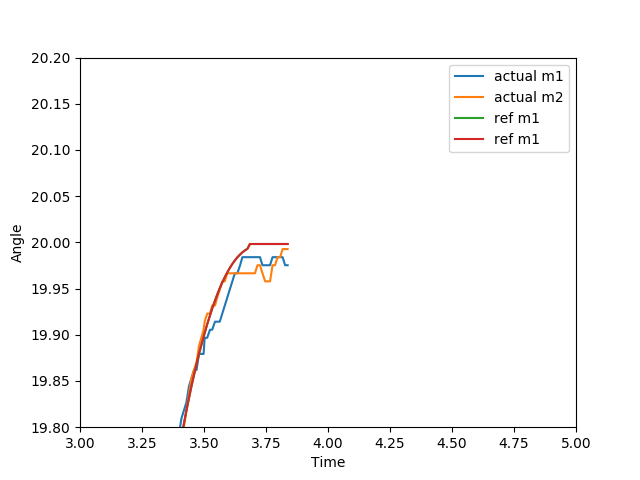 20.20
20.15
20.10
20.05
20.00
19.95
19.90
19.85
19.80
Angle
3.00 3.25 3.50 3.75 4.00 4.25 4.50 4.75 5.00
Time
actual m1
actual m2
ref m1
ref m1